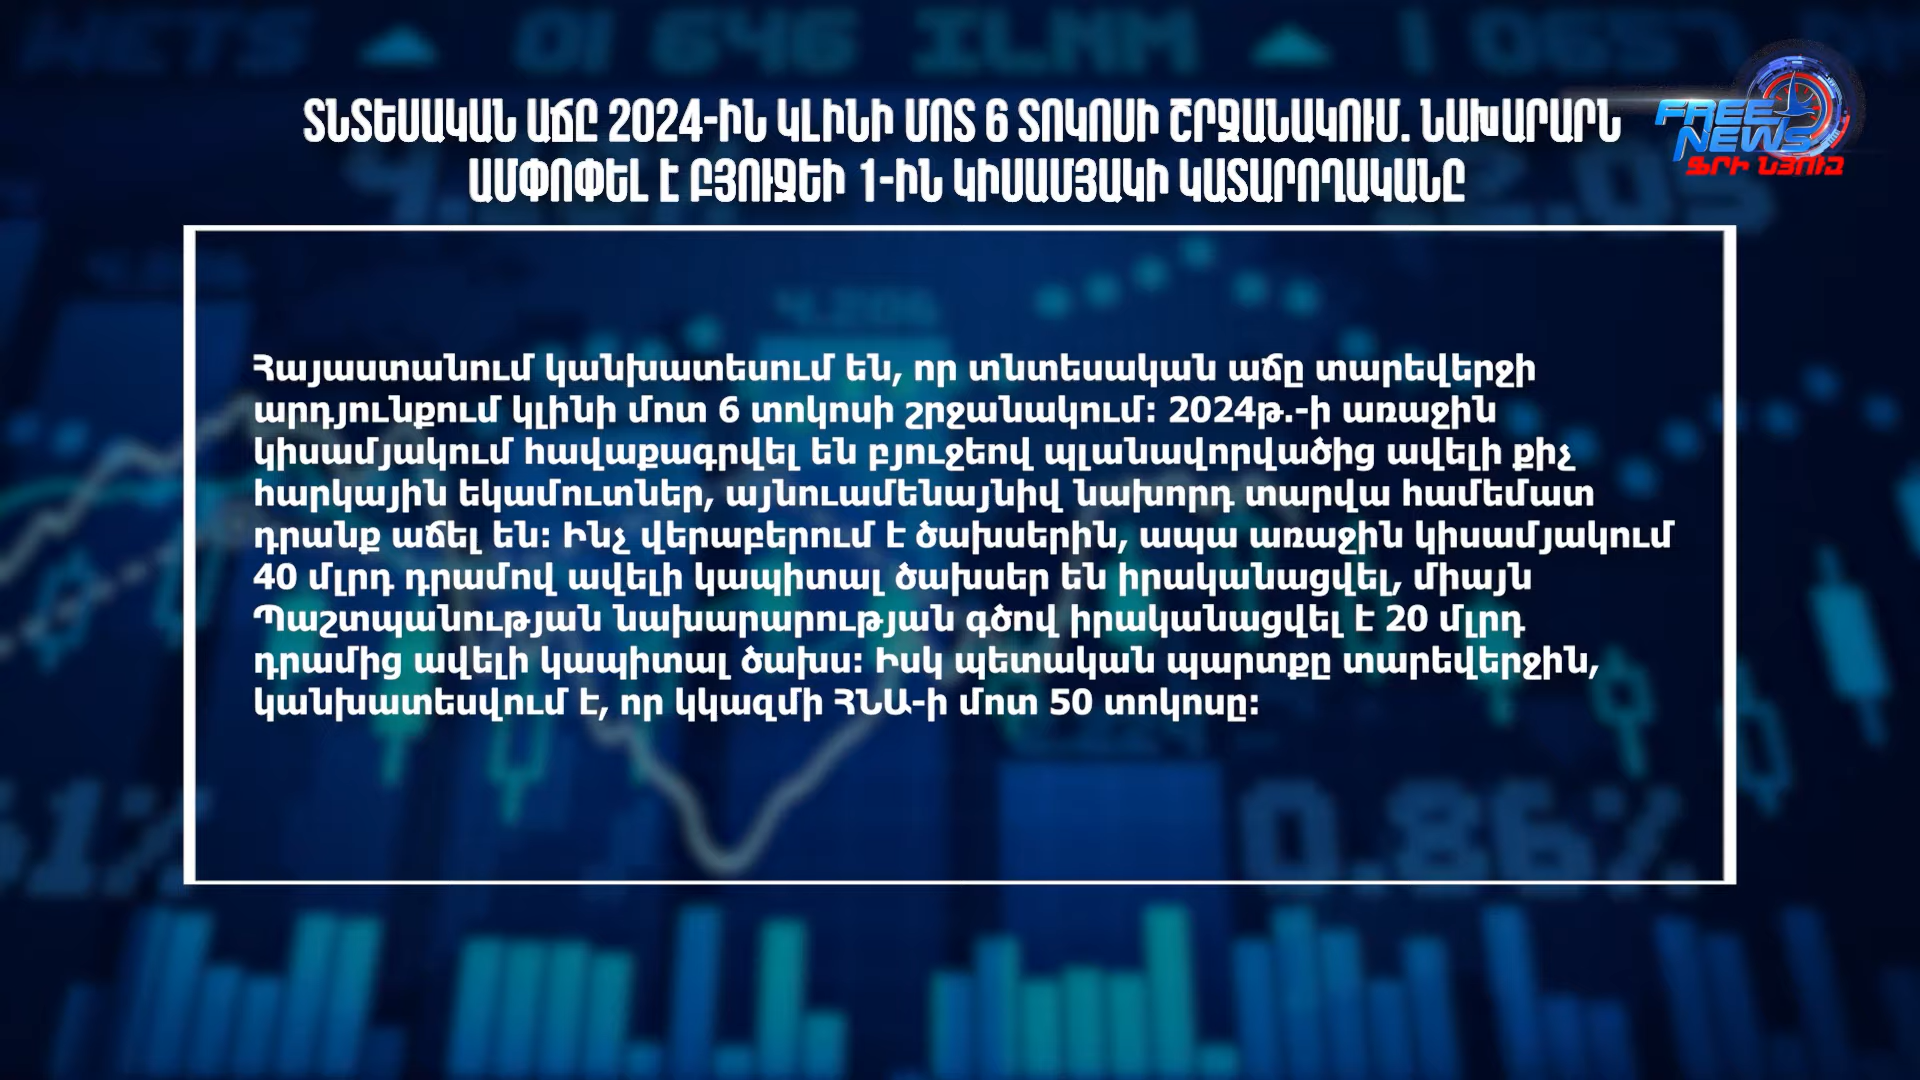 ՏՆՏԵՍԱԿԱՆ ԱՃԸ 2024-ԻՆ ԿԼԻՆԻ ՄՈՏ 6 ՏՈԿՈՍԻ ՇՐՋԱՆԱԿՈՒՄ. ՆԱԽԱՐԱՐՆ
ԱՄՓՈՓԵԼ Է ԲՅՈՒՋԵԻ 1-ԻՆ ԿԻՍԱՄՅԱԿԻ ԿԱՏԱՐՈՂԱԿԱՆԸ
FREE
NEWS
ՖՐԻ ՆՅՈՒԶ
Հայաստանում կանխատեսում են, որ տնտեսական աճը տարեվերջի
արդյունքում կլինի մոտ 6 տոկոսի շրջանակում: 2024թ.-ի առաջին
կիսամյակում հավաքագրվել են բյուջեով պլանավորվածից ավելի քիչ
հարկային եկամուտներ, այնուամենայնիվ նախորդ տարվա համեմատ
դրանք աճել են: Ինչ վերաբերում է ծախսերին, ապա առաջին կիսամյակում
40 մլրդ դրամով ավելի կապիտալ ծախսեր են իրականացվել, միայն
Պաշտպանության նախարարության գծով իրականացվել է 20 մլրդ
դրամից ավելի կապիտալ ծախս: Իսկ պետական պարտքը տարեվերջին,
կանխատեսվում է, որ կկազմի ՀՆԱ-ի մոտ 50 տոկոսը:
0.86%